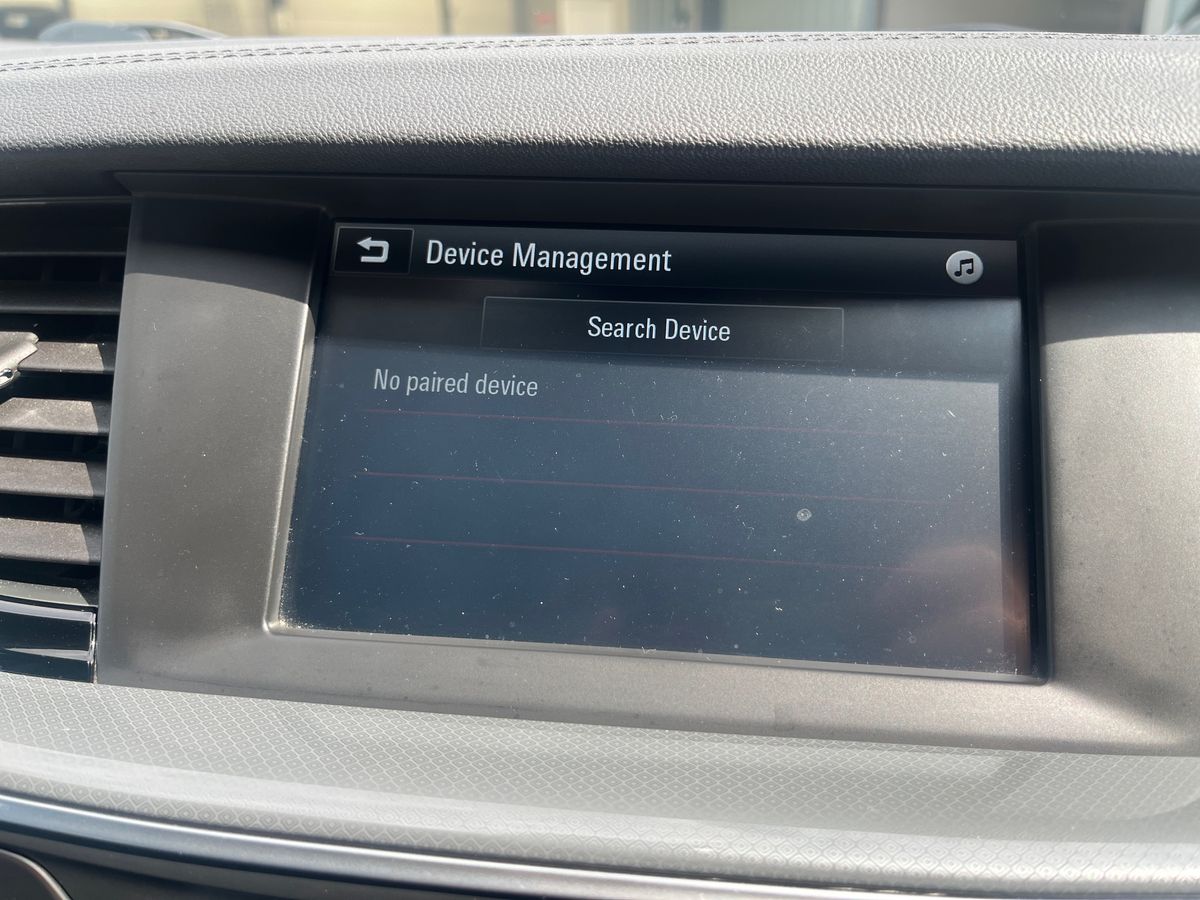 Device Management
Search Device
No paired device